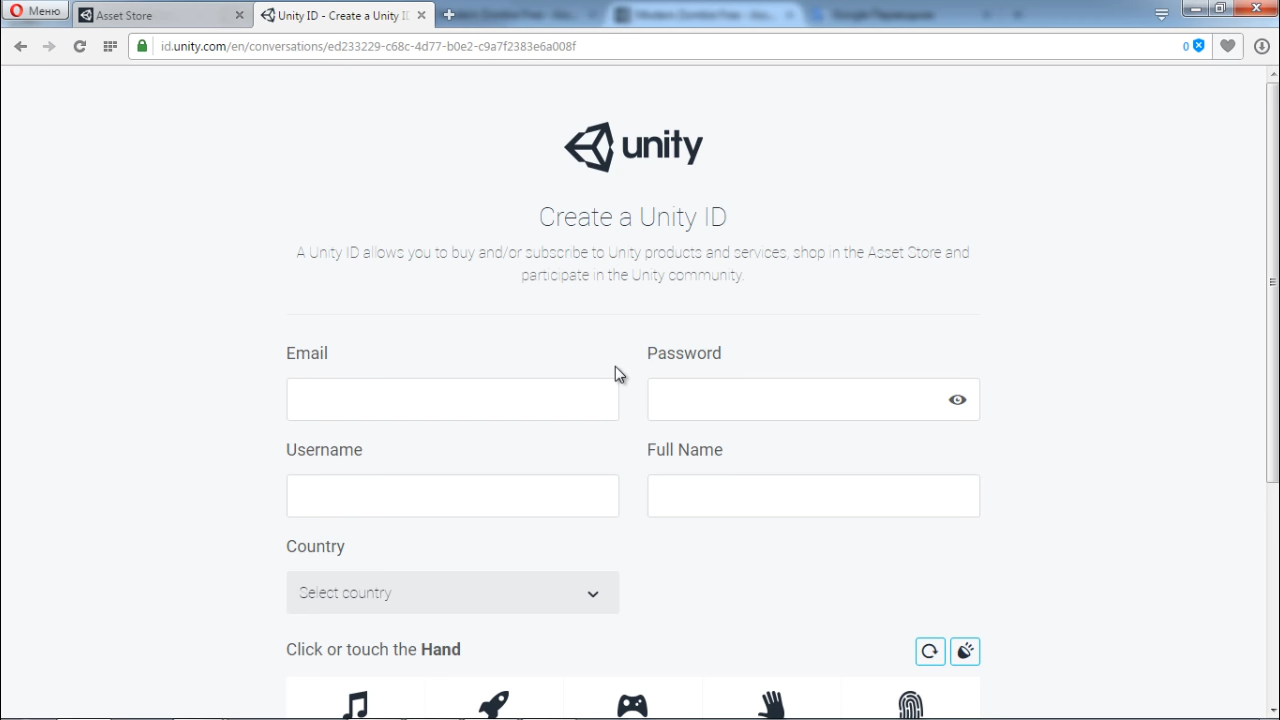 Меню
Asset Store
Unity ID - Create a Unity I
id.unity.com/en/conversations/ed233229-c68c-4d77-b0e2-c9a7f2383e6a008f
0
unity
Create a Unity ID
A Unity ID allows you to buy and/or subscribe to Unity products and services, shop in the Asset Store and
participate in the Unity community.
Email
Password
Username
Full Name
Country
Select country
Click or touch the Hand